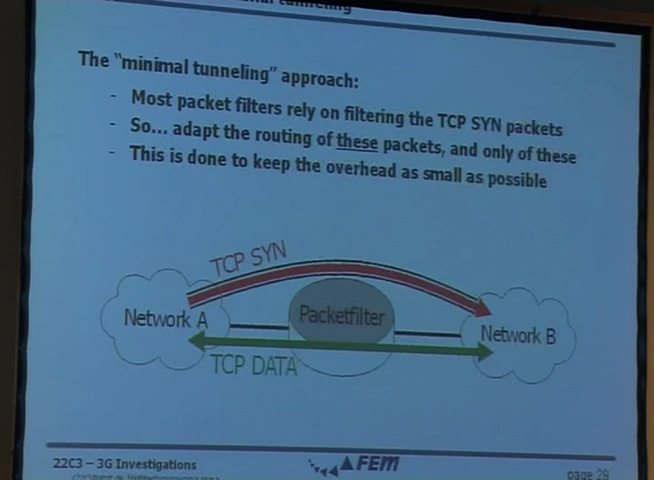 tunneling
The "minimal tunneling" approach:
- Most packet filters rely on filtering the TCP SYN packets
- So... adapt the routing of these packets, and only of these
- This is done to keep the overhead as small as possible
TCP SYN
Network A
Packetfilter
Network B
TCP DATA
22C3 – 3G Investigations
FEM
page 29